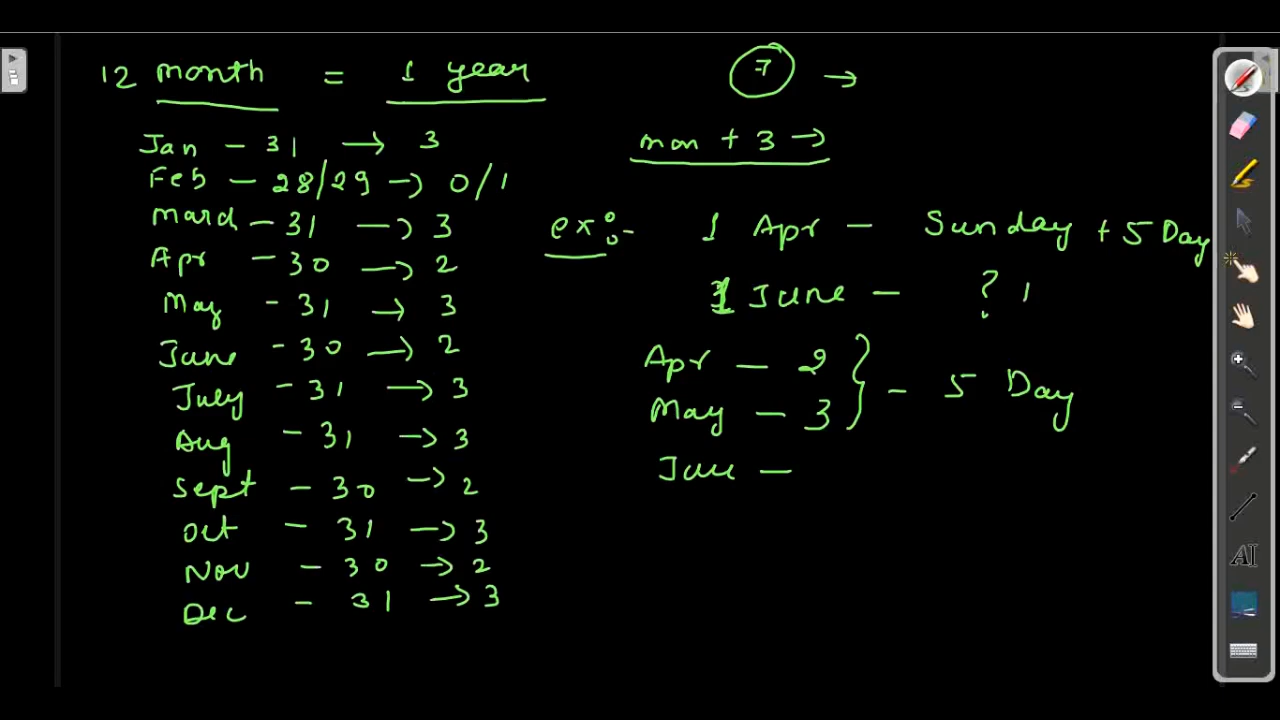 12 month = 1 year
Jan - 31 → 3
Feb - 28/29 → 0/1
March - 31 → 3
Apr - 30 → 2
May - 31 → 3
June - 30 → 2
July - 31 → 3
Aug - 31 → 3
Sept - 30 → 2
Oct - 31 → 3
Nov - 30 → 2
Dec - 31 → 3
7 →
mon + 3 →
ex:- 1 Apr - Sunday + 5 Day
1 June - ? 1
Apr - 2
May - 3 } - 5 Day
June -
AI